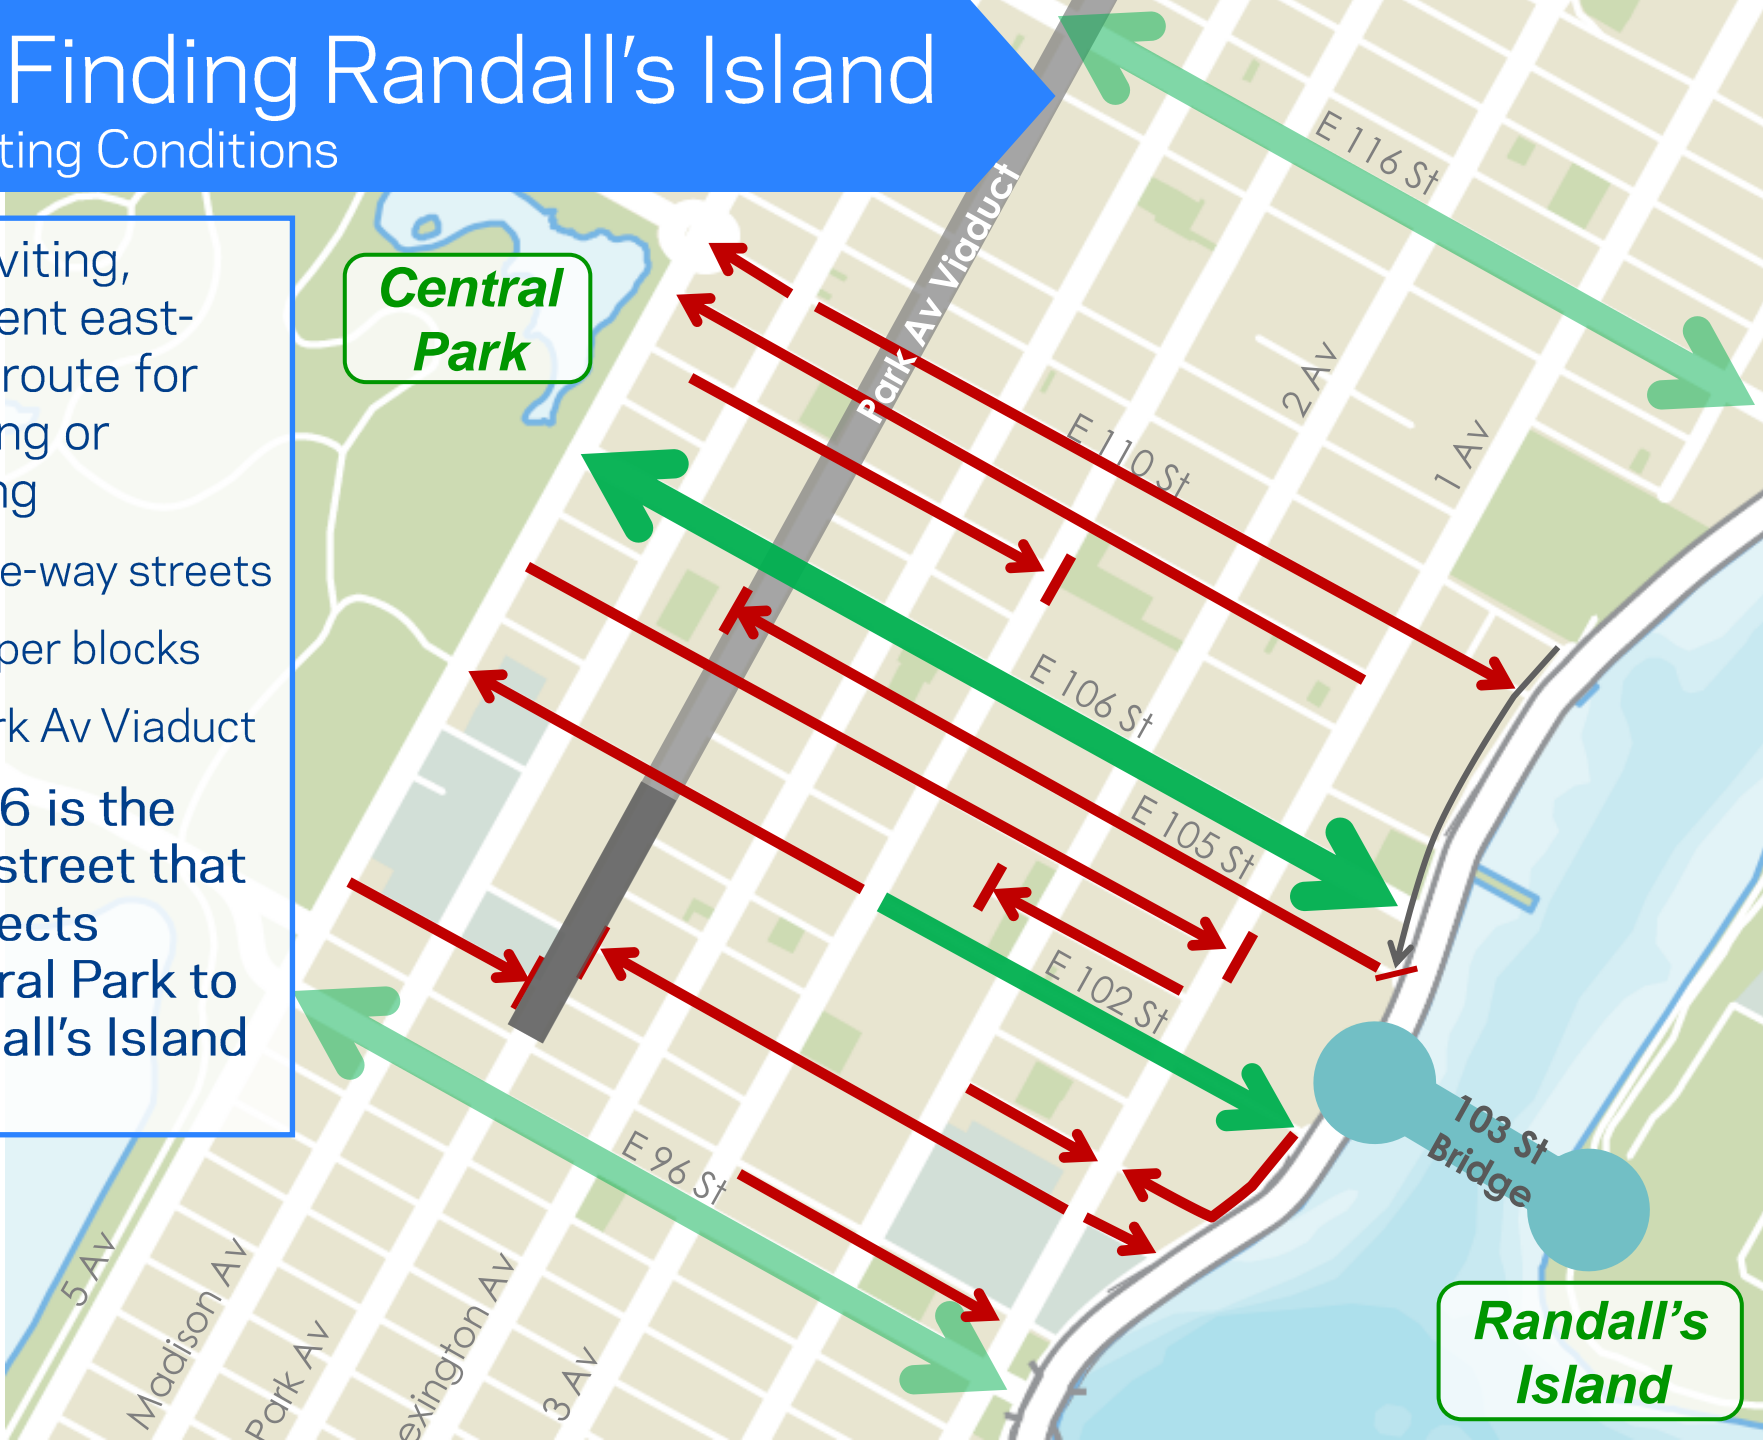 Finding Randall's Island
ting Conditions
viting,
ent east-
route for
ng or
ng
e-way streets
per blocks
rk Av Viaduct
6 is the
street that
ects
ral Park to
all's Island
Central
Park
Park Av Viaduct
E 116 St
2 Av
1 Av
E 110 St
E 106 St
E 105 St
E 102 St
E 96 St
103 St
Bridge
5 Av
Madison Av
Park Av
exington Av
3 Av
Randall's
Island